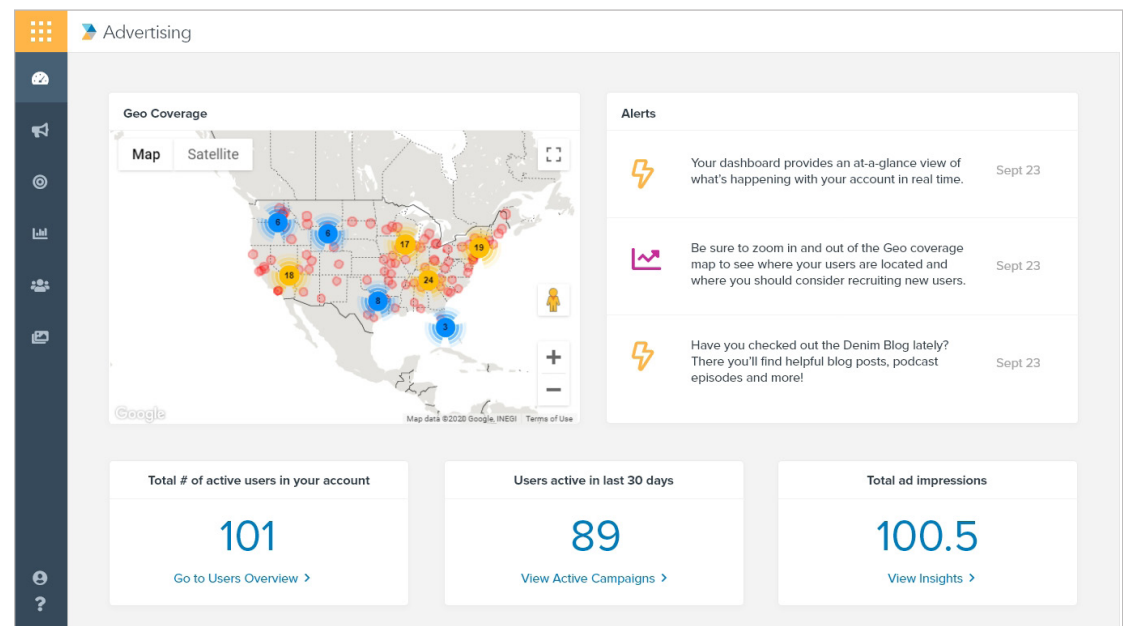 Advertising
Geo Coverage
Map
Satellite
6
6
17
19
18
24
8
3
Google
Map data ©2020 Google, INEGI
Terms of Use
Alerts
Your dashboard provides an at-a-glance view of
what's happening with your account in real time.
Sept 23
Be sure to zoom in and out of the Geo coverage
map to see where your users are located and
where you should consider recruiting new users.
Sept 23
Have you checked out the Denim Blog lately?
There you'll find helpful blog posts, podcast
episodes and more!
Sept 23
Total # of active users in your account
101
Go to Users Overview >
Users active in last 30 days
89
View Active Campaigns >
Total ad impressions
100.5
View Insights >
?